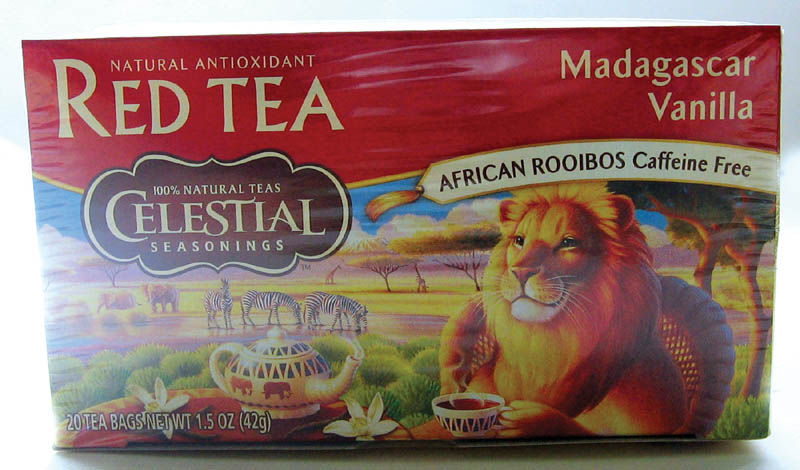 NATURAL ANTIOXIDANT
RED TEA
Madagascar
Vanilla
AFRICAN ROOIBOS Caffeine Free
100% NATURAL TEAS
CELESTIAL
SEASONINGS
™
20 TEA BAGS NET WT 1.5 OZ (42g)